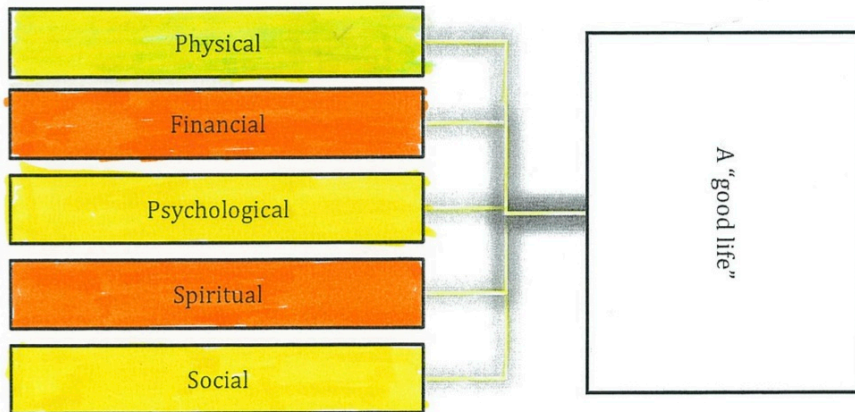 Physical
Financial
Psychological
Spiritual
Social
A “good life”